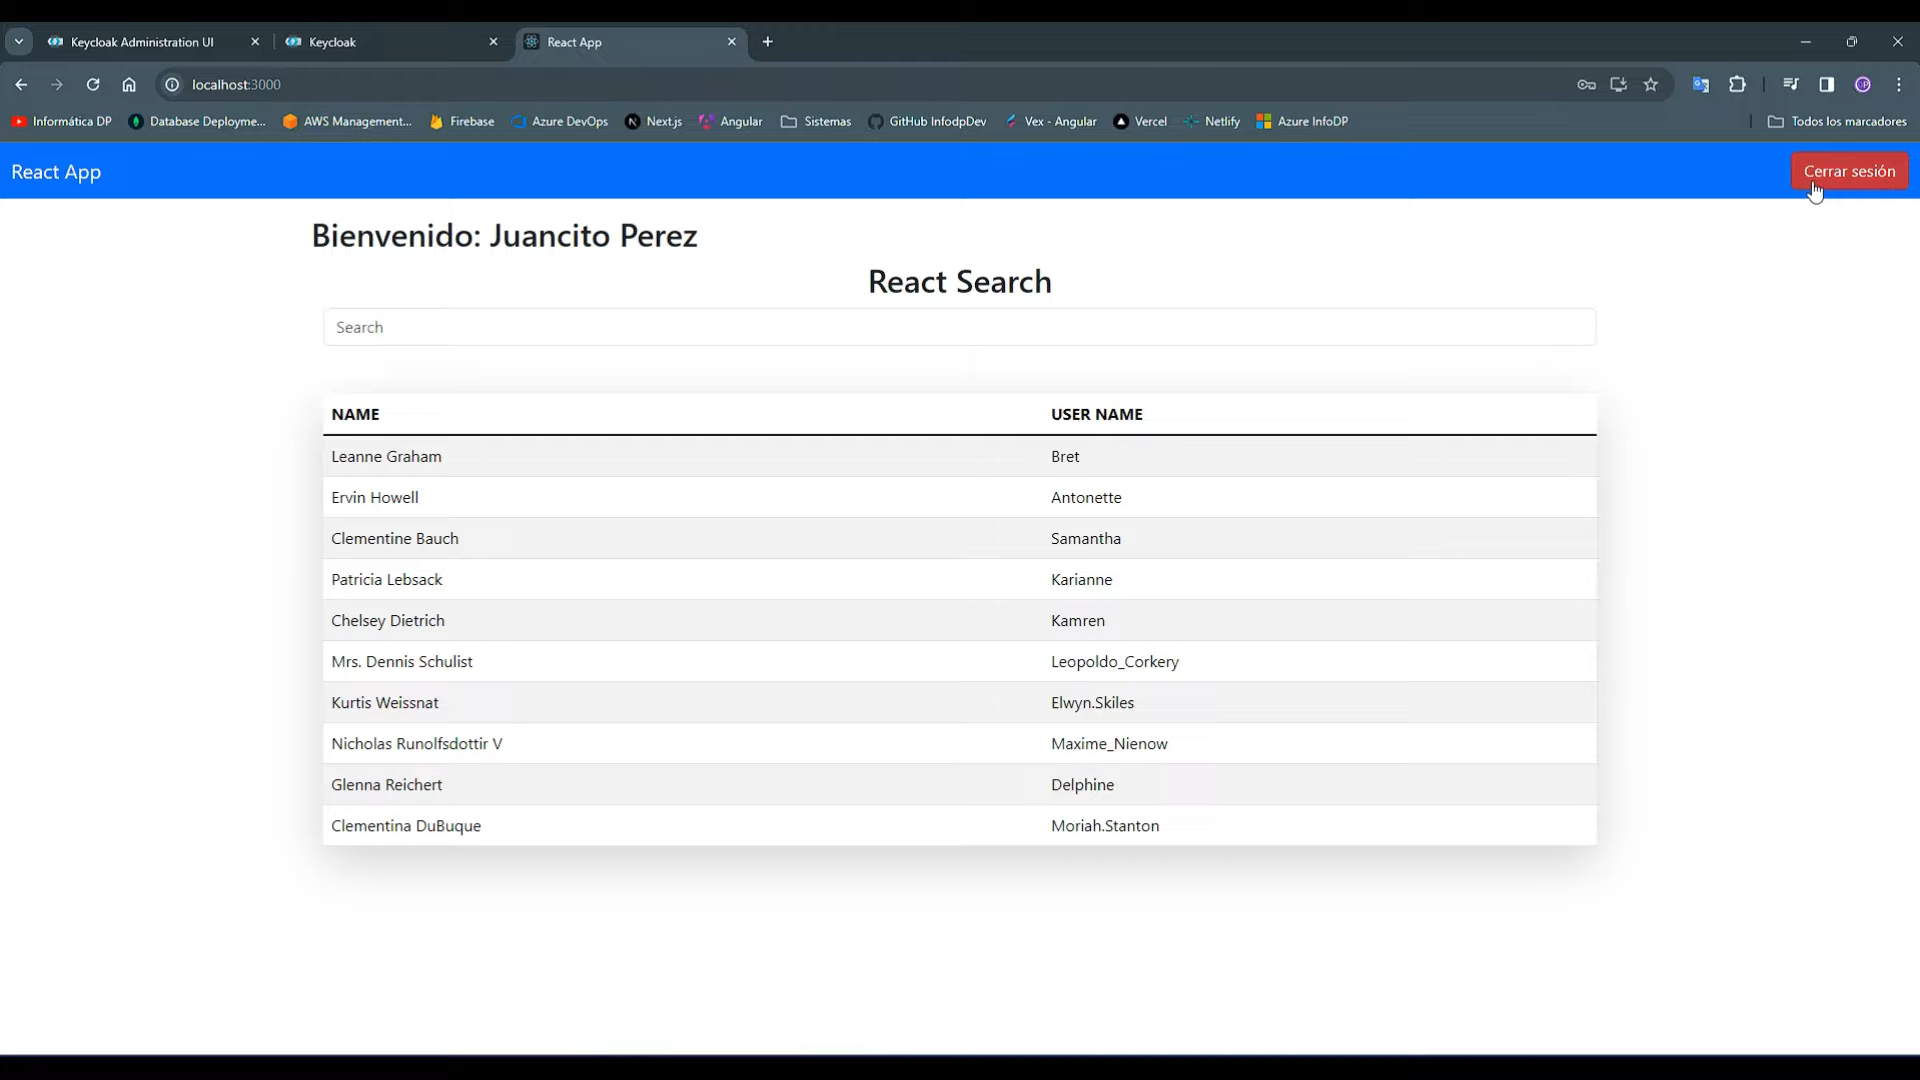 Keycloak Administration UI Keycloak React App
localhost:3000
Informática DP Database Deployme... AWS Management... Firebase Azure DevOps Next.js Angular Sistemas GitHub InfodpDev Vex - Angular Vercel Netlify Azure InfoDP Todos los marcadores
React App Cerrar sesión
Bienvenido: Juancito Perez
React Search
Search
NAME USER NAME
Leanne Graham Bret
Ervin Howell Antonette
Clementine Bauch Samantha
Patricia Lebsack Karianne
Chelsey Dietrich Kamren
Mrs. Dennis Schulist Leopoldo_Corkery
Kurtis Weissnat Elwyn.Skiles
Nicholas Runolfsdottir V Maxime_Nienow
Glenna Reichert Delphine
Clementina DuBuque Moriah.Stanton